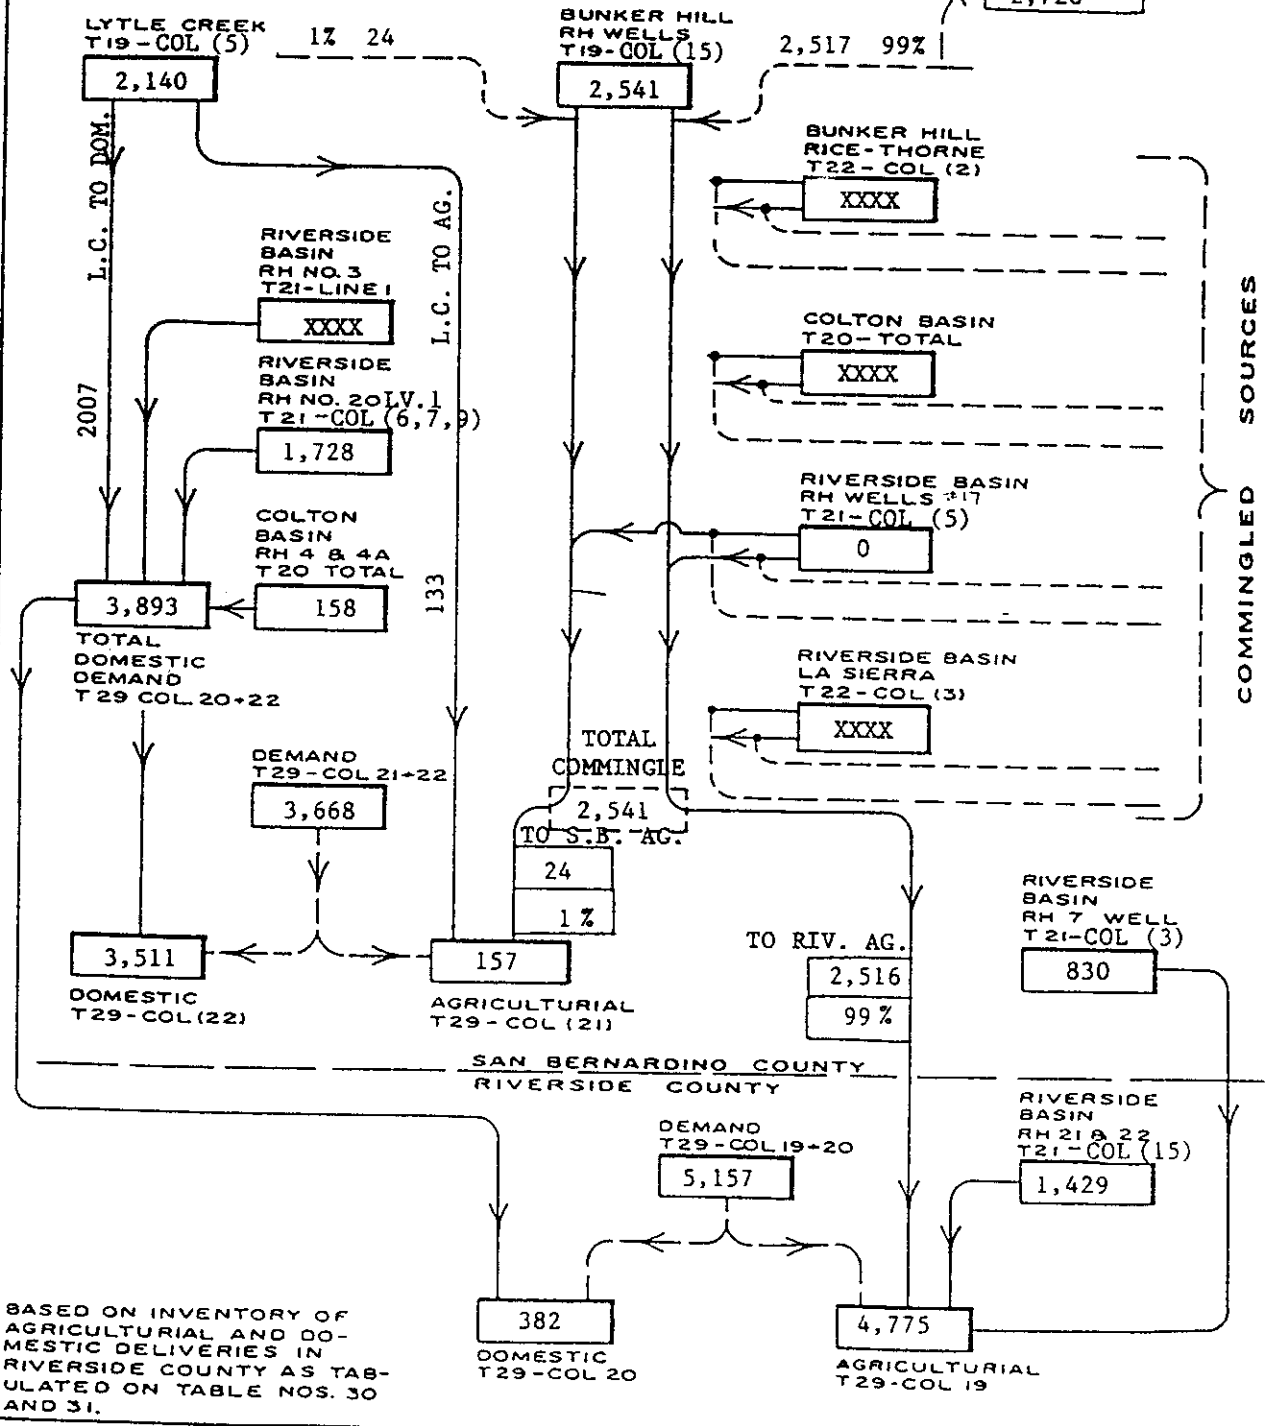 LYTLE CREEK
T19-COL (5)
2,140
1% 24
BUNKER HILL
RH WELLS
T19-COL (15)
2,541
2,517 99%
BUNKER HILL
RICE-THORNE
T22-COL (2)
XXXX
L.C. TO DOM.
L.C. TO AG.
RIVERSIDE
BASIN
RH NO. 3
T21-LINE 1
XXXX
COLTON BASIN
T20-TOTAL
XXXX
COMMINGLED SOURCES
2007
RIVERSIDE
BASIN
RH NO. 20 LV.1
T21-COL (6,7,9)
1,728
RIVERSIDE BASIN
RH WELLS #17
T21-COL (5)
0
COLTON
BASIN
RH 4 & 4A
T20 TOTAL
158
133
3,893
TOTAL
DOMESTIC
DEMAND
T29 COL. 20+22
RIVERSIDE BASIN
LA SIERRA
T22-COL (3)
XXXX
TOTAL
COMMINGLE
2,541
DEMAND
T29-COL 21+22
3,668
TO S.B. AG.
24
1%
3,511
DOMESTIC
T29-COL (22)
157
AGRICULTURIAL
T29-COL (21)
TO RIV. AG.
2,516
99%
RIVERSIDE
BASIN
RH 7 WELL
T21-COL (3)
830
SAN BERNARDINO COUNTY
RIVERSIDE COUNTY
RIVERSIDE
BASIN
RH 21 & 22
T21-COL (15)
1,429
DEMAND
T29-COL 19+20
5,157
382
DOMESTIC
T29-COL 20
4,775
AGRICULTURIAL
T29-COL 19
BASED ON INVENTORY OF
AGRICULTURIAL AND DO-
MESTIC DELIVERIES IN
RIVERSIDE COUNTY AS TAB-
ULATED ON TABLE NOS. 30
AND 31.